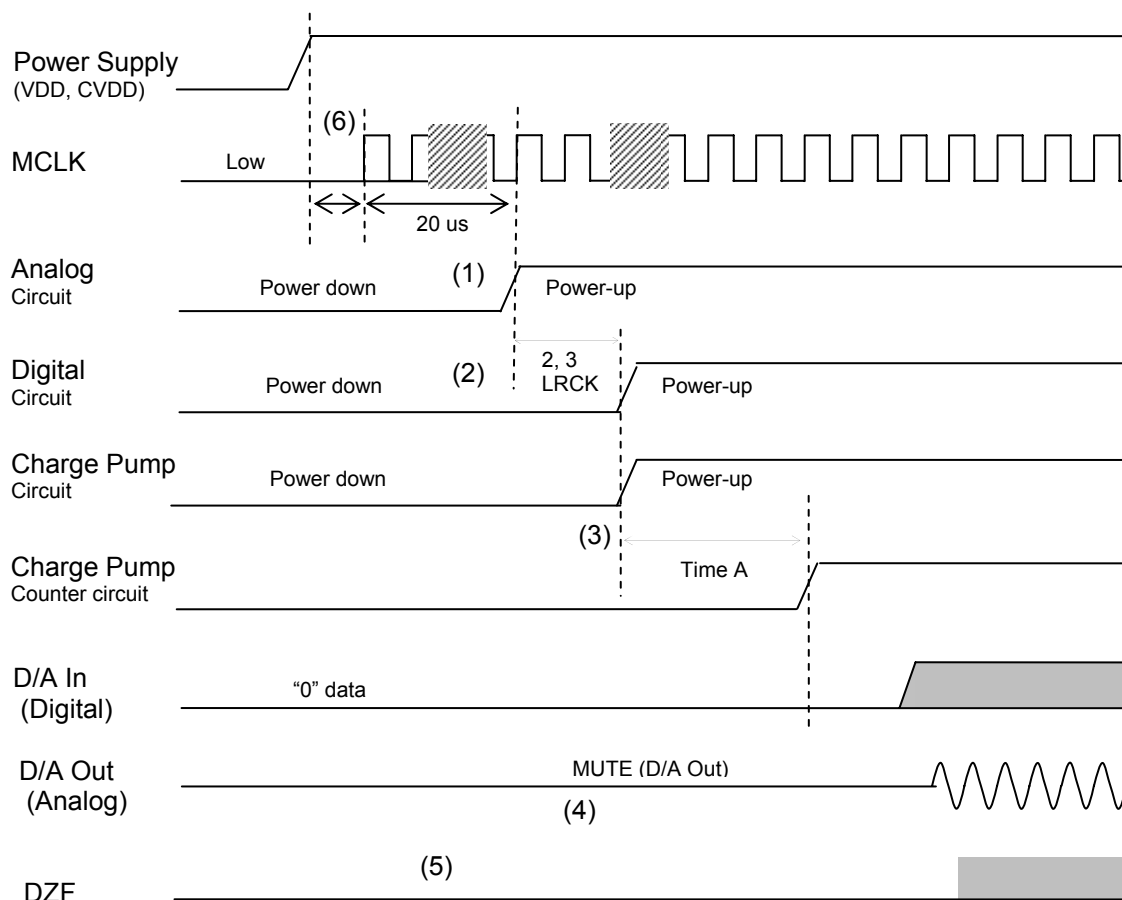 Power Supply
(VDD, CVDD)
(6)
MCLK
Low
20 us
Analog
Circuit
Power down
(1)
Power-up
Digital
Circuit
Power down
(2)
2, 3
LRCK
Power-up
Charge Pump
Circuit
Power down
Power-up
(3)
Charge Pump
Counter circuit
Time A
D/A In
(Digital)
“0” data
D/A Out
(Analog)
MUTE (D/A Out)
(4)
(5)
DZF